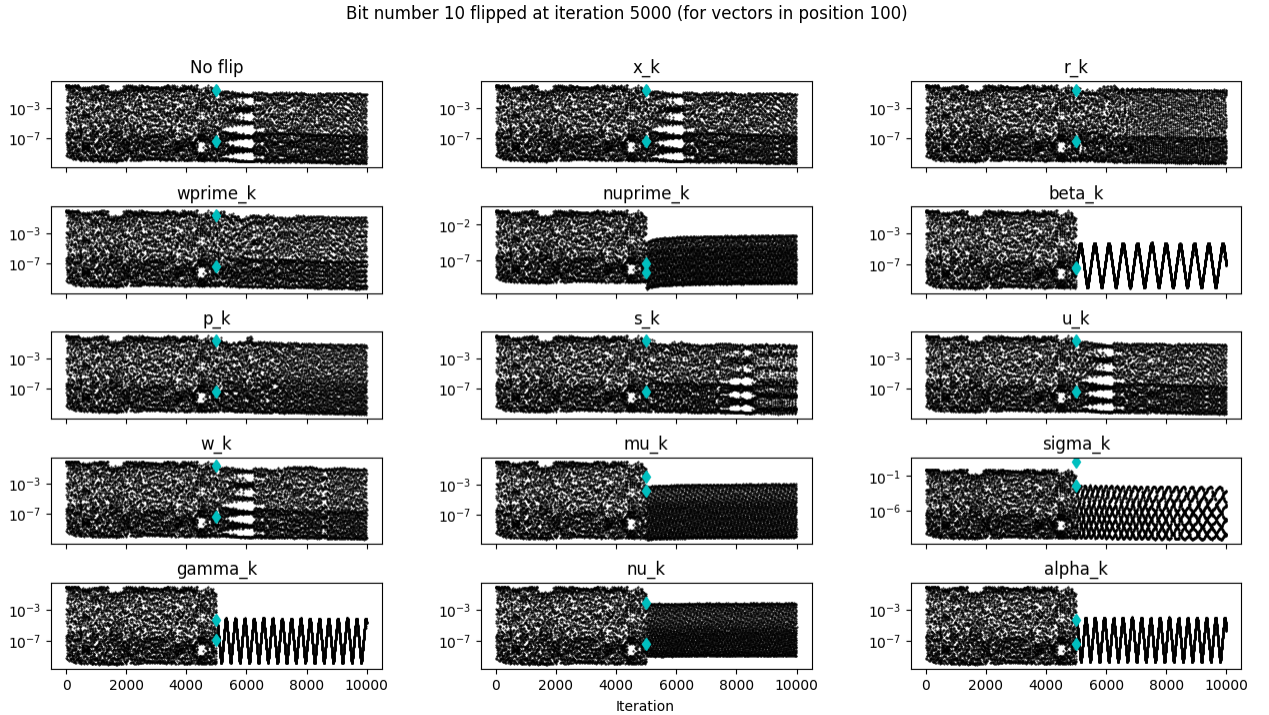 Bit number 10 flipped at iteration 5000 (for vectors in position 100)
No flip x_k r_k
10^-3 10^-3 10^-3
10^-7 10^-7 10^-7
wprime_k nuprime_k beta_k
10^-3 10^-2 10^-3
10^-7 10^-7 10^-7
p_k s_k u_k
10^-3 10^-3 10^-3
10^-7 10^-7 10^-7
w_k mu_k sigma_k
10^-3 10^-3 10^-1
10^-7 10^-7 10^-6
gamma_k nu_k alpha_k
10^-3 10^-3 10^-3
10^-7 10^-7 10^-7
0 2000 4000 6000 8000 10000 0 2000 4000 6000 8000 10000 0 2000 4000 6000 8000 10000
Iteration